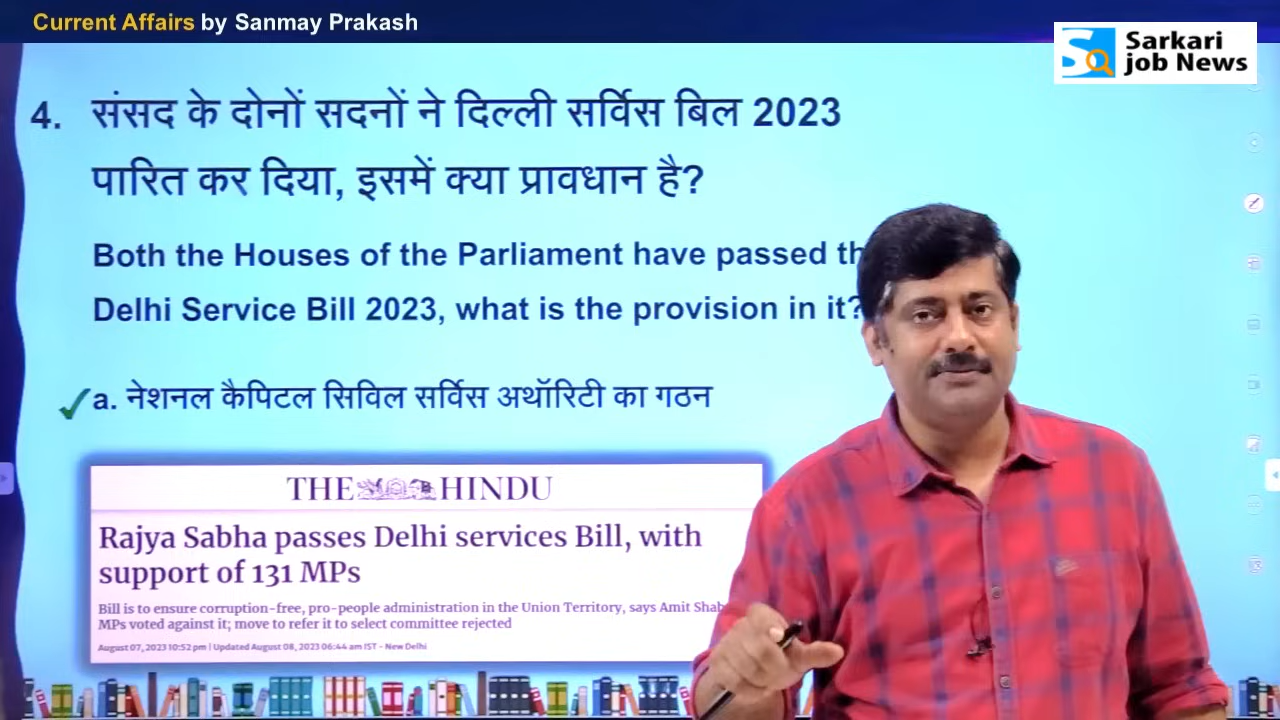 Current Affairs by Sanmay Prakash
Sarkari
job News
4. संसद के दोनों सदनों ने दिल्ली सर्विस बिल 2023
पारित कर दिया, इसमें क्या प्रावधान है?
Both the Houses of the Parliament have passed
Delhi Service Bill 2023, what is the provision in it?
a. नेशनल कैपिटल सिविल सर्विस अथॉरिटी का गठन
THE HINDU
Rajya Sabha passes Delhi services Bill, with
support of 131 MPs
Bill is to ensure corruption-free, pro-people administration in the Union Territory, says Amit Shah
MPs voted against it; move to refer it to select committee rejected
August 07, 2023 10:52 pm | Updated August 08, 2023 06:44 am IST - New Delhi